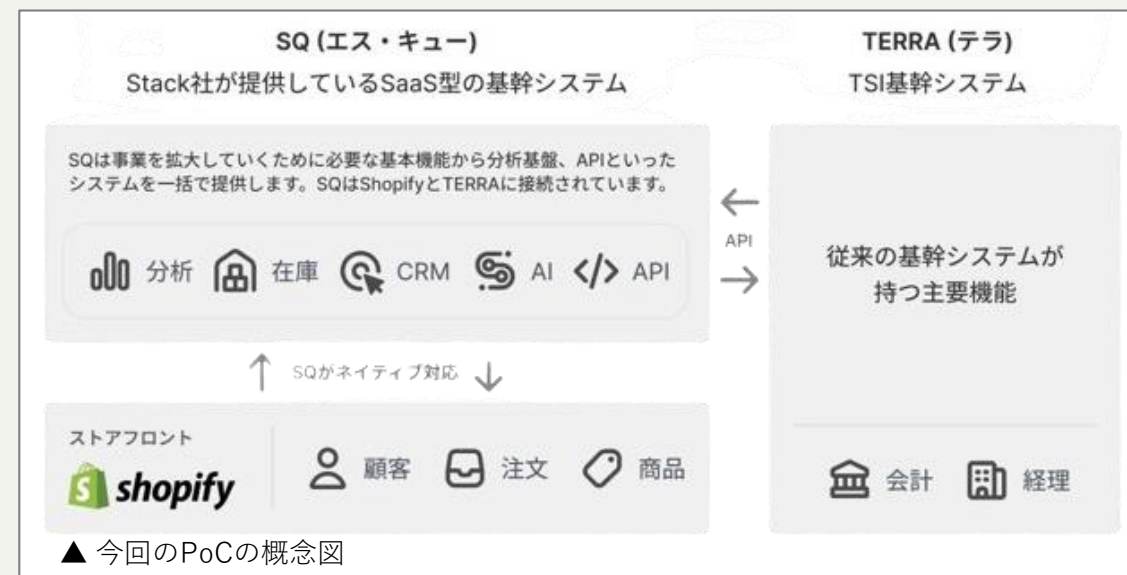 SQ (エス・キュー)
Stack社が提供しているSaaS型の基幹システム
TERRA (テラ)
TSI基幹システム
SQは事業を拡大していくために必要な基本機能から分析基盤、APIといった
システムを一括で提供します。SQはShopifyとTERRAに接続されています。
分析 在庫 CRM AI API
API
従来の基幹システムが
持つ主要機能
SQがネイティブ対応
ストアフロント
shopify
顧客 注文 商品
会計 経理
▲ 今回のPoCの概念図